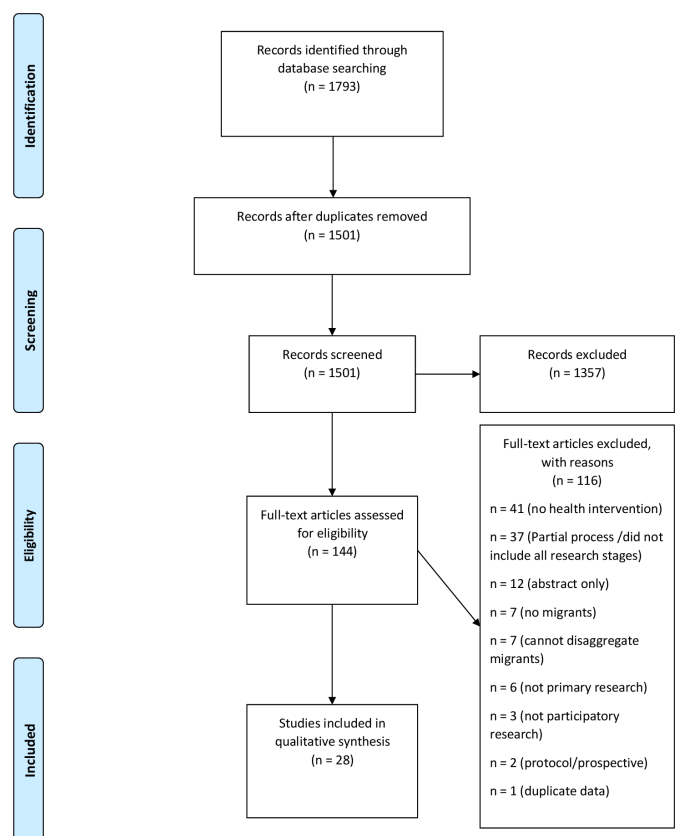 Identification
Records identified through
database searching
(n = 1793)
Records after duplicates removed
(n = 1501)
Screening
Records screened
(n = 1501)
Records excluded
(n = 1357)
Eligibility
Full-text articles assessed
for eligibility
(n = 144)
Full-text articles excluded,
with reasons
(n = 116)
n = 41 (no health intervention)
n = 37 (Partial process /did not
include all research stages)
n = 12 (abstract only)
n = 7 (no migrants)
n = 7 (cannot disaggregate
migrants)
n = 6 (not primary research)
n = 3 (not participatory
research)
n = 2 (protocol/prospective)
n = 1 (duplicate data)
Included
Studies included in
qualitative synthesis
(n = 28)